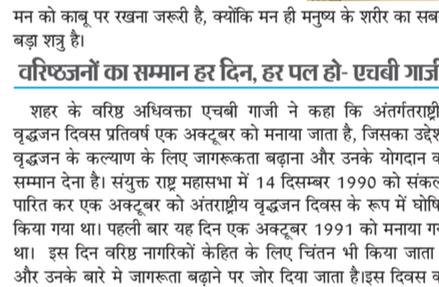 मन को काबू पर रखना जरूरी है, क्योंकि मन ही मनुष्य के शरीर का सब
बड़ा शत्रु है।
वरिष्ठजनों का सम्मान हर दिन, हर पल हो- एचबी गाजी
शहर के वरिष्ठ अधिवक्ता एचबी गाजी ने कहा कि अंतर्गतराष्ट्री
वृद्धजन दिवस प्रतिवर्ष एक अक्टूबर को मनाया जाता है, जिसका उद्देश
वृद्धजन के कल्याण के लिए जागरूकता बढ़ाना और उनके योगदान
सम्मान देना है। संयुक्त राष्ट्र महासभा में 14 दिसम्बर 1990 को संकल
पारित कर एक अक्टूबर को अंतराष्ट्रीय वृद्धजन दिवस के रूप में घोषि
किया गया था। पहली बार यह दिन एक अक्टूबर 1991 को मनाया ग
था। इस दिन वरिष्ठ नागरिकों केहित के लिए चिंतन भी किया जाता
और उनके बारे मे जागरूता बढ़ाने पर जोर दिया जाता है।इस दिवस